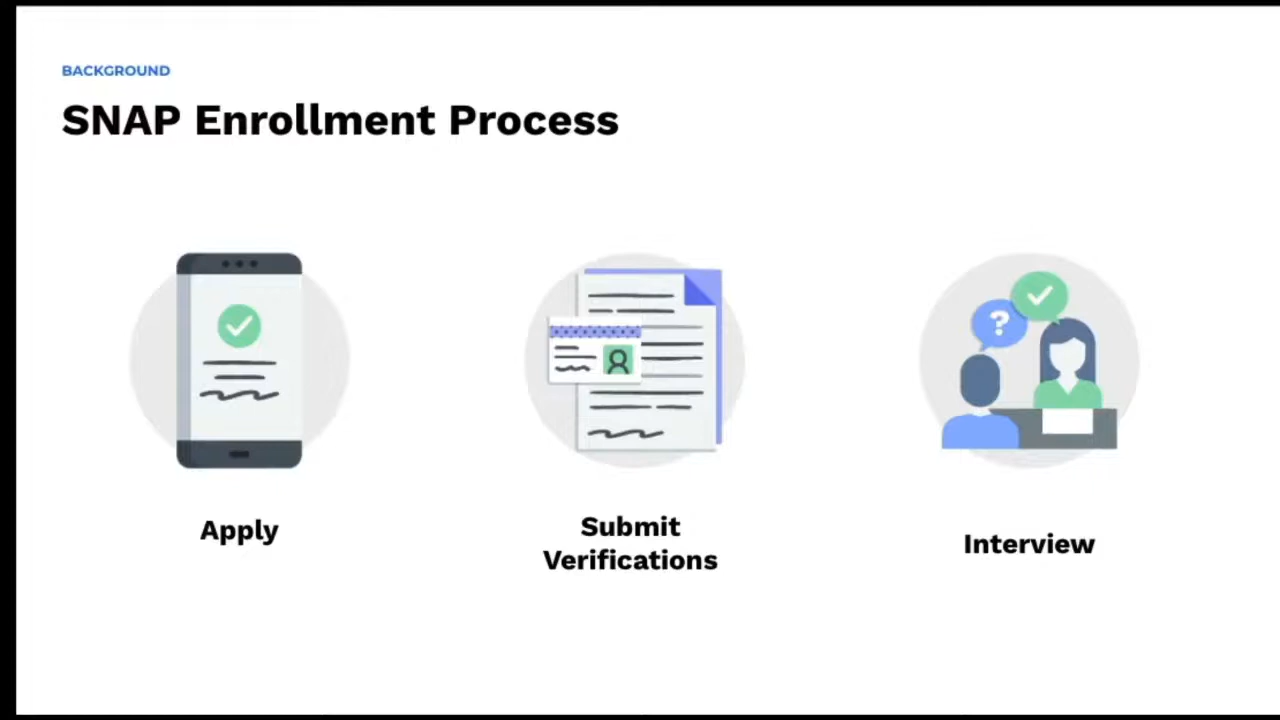 BACKGROUND
SNAP Enrollment Process
?
Apply
Submit
Verifications
Interview